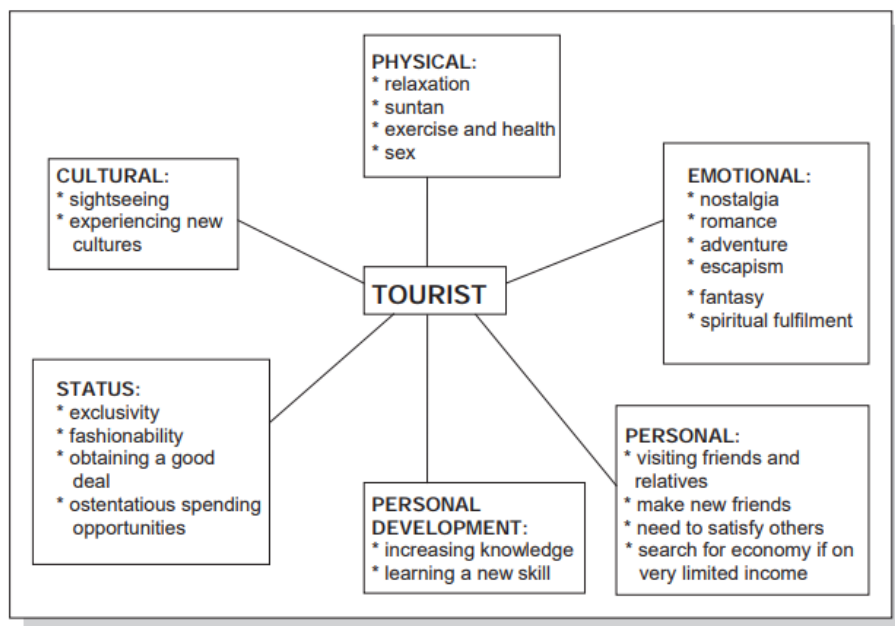 PHYSICAL:
* relaxation
* suntan
* exercise and health
* sex
CULTURAL:
* sightseeing
* experiencing new
cultures
EMOTIONAL:
* nostalgia
* romance
* adventure
* escapism
* fantasy
* spiritual fulfilment
TOURIST
STATUS:
* exclusivity
* fashionability
* obtaining a good
deal
* ostentatious spending
opportunities
PERSONAL
DEVELOPMENT:
* increasing knowledge
* learning a new skill
PERSONAL:
* visiting friends and
relatives
* make new friends
* need to satisfy others
* search for economy if on
very limited income